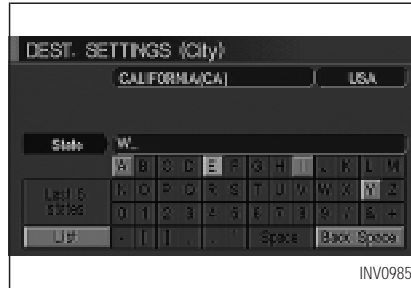 DEST. SETTINGS (City)
CALIFORNIA(CA) USA
State W_
A B C D E F G H I J K L M
Last 5 N O P Q R S T U V W X Y Z
states 0 1 2 3 4 5 6 7 8 9 / & +
List - [ ] . , ' Space Back Space
INV0985